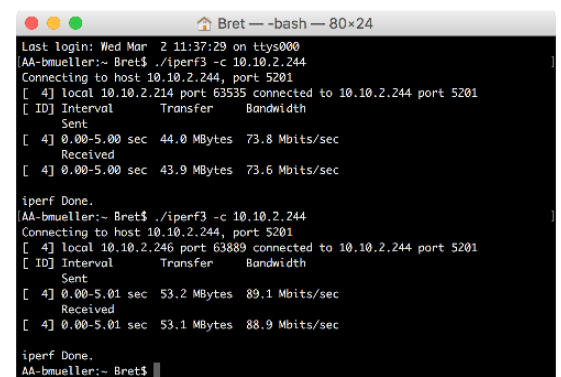 Bret — -bash — 80×24
Last login: Wed Mar  2 11:37:29 on ttys000
[AA-bmueller:~ Bret$ ./iperf3 -c 10.10.2.244 ]
Connecting to host 10.10.2.244, port 5201
[  4] local 10.10.2.214 port 63535 connected to 10.10.2.244 port 5201
[ ID] Interval       Transfer     Bandwidth
      Sent
[  4] 0.00-5.00 sec  44.0 MBytes  73.8 Mbits/sec
      Received
[  4] 0.00-5.00 sec  43.9 MBytes  73.6 Mbits/sec
iperf Done.
[AA-bmueller:~ Bret$ ./iperf3 -c 10.10.2.244 ]
Connecting to host 10.10.2.244, port 5201
[  4] local 10.10.2.246 port 63889 connected to 10.10.2.244 port 5201
[ ID] Interval       Transfer     Bandwidth
      Sent
[  4] 0.00-5.01 sec  53.2 MBytes  89.1 Mbits/sec
      Received
[  4] 0.00-5.01 sec  53.1 MBytes  88.9 Mbits/sec
iperf Done.
AA-bmueller:~ Bret$